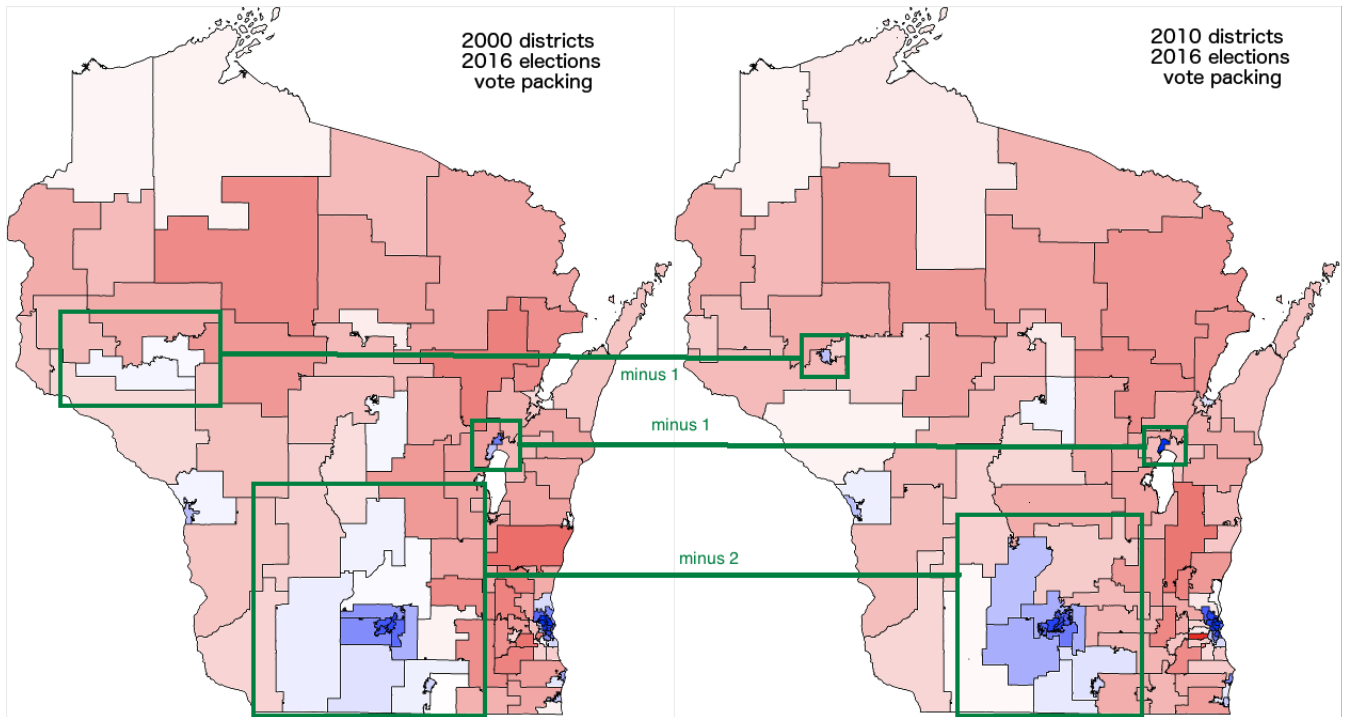 2000 districts
2016 elections
vote packing
2010 districts
2016 elections
vote packing
minus 1
minus 1
minus 2